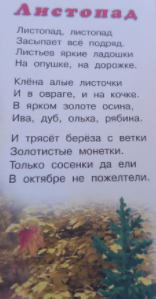 Листопад
Листопад, листопад
Засыпает всё подряд.
Листьев яркие ладошки
На опушке, на дорожке.
Клёна алые листочки
И в овраге, и на кочке.
В ярком золоте осина,
Ива, дуб, ольха, рябина.
И трясёт берёза с ветки
Золотистые монетки.
Только сосенки да ели
В октябре не пожелтели.